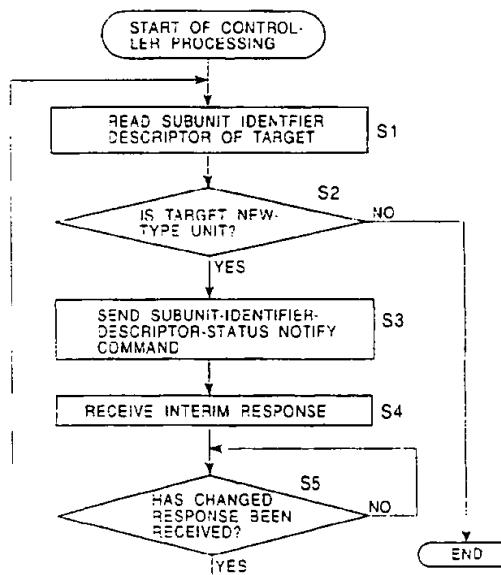 START OF CONTROL-
LER PROCESSING
READ SUBUNIT IDENTFIER
DESCRIPTOR OF TARGET
S1
S2
IS TARGET NEW-
TYPE UNIT?
NO
YES
SEND SUBUNIT-IDENTIFIER-
DESCRIPTOR-STATUS NOTIFY
COMMAND
S3
RECEIVE INTERIM RESPONSE
S4
S5
HAS CHANGED
RESPONSE BEEN
RECEIVED?
NO
YES
END